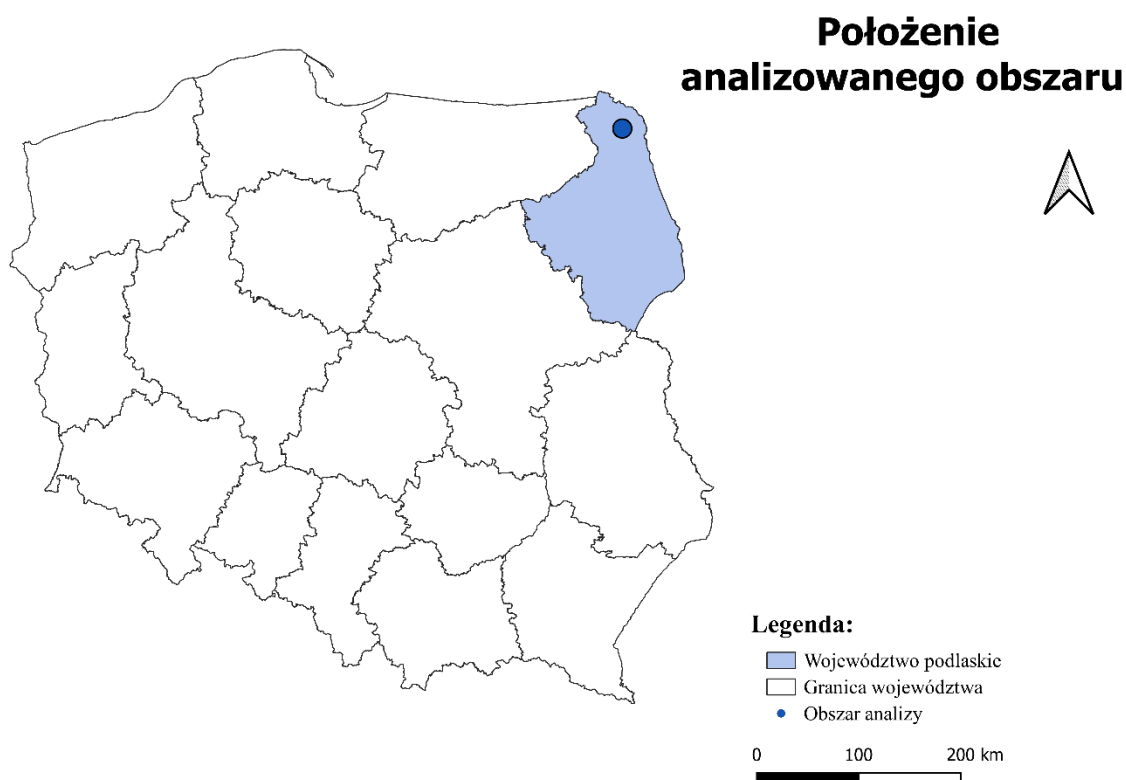 Położenie
analizowanego obszaru
Legenda:
Województwo podlaskie
Granica województwa
Obszar analizy
0 100 200 km